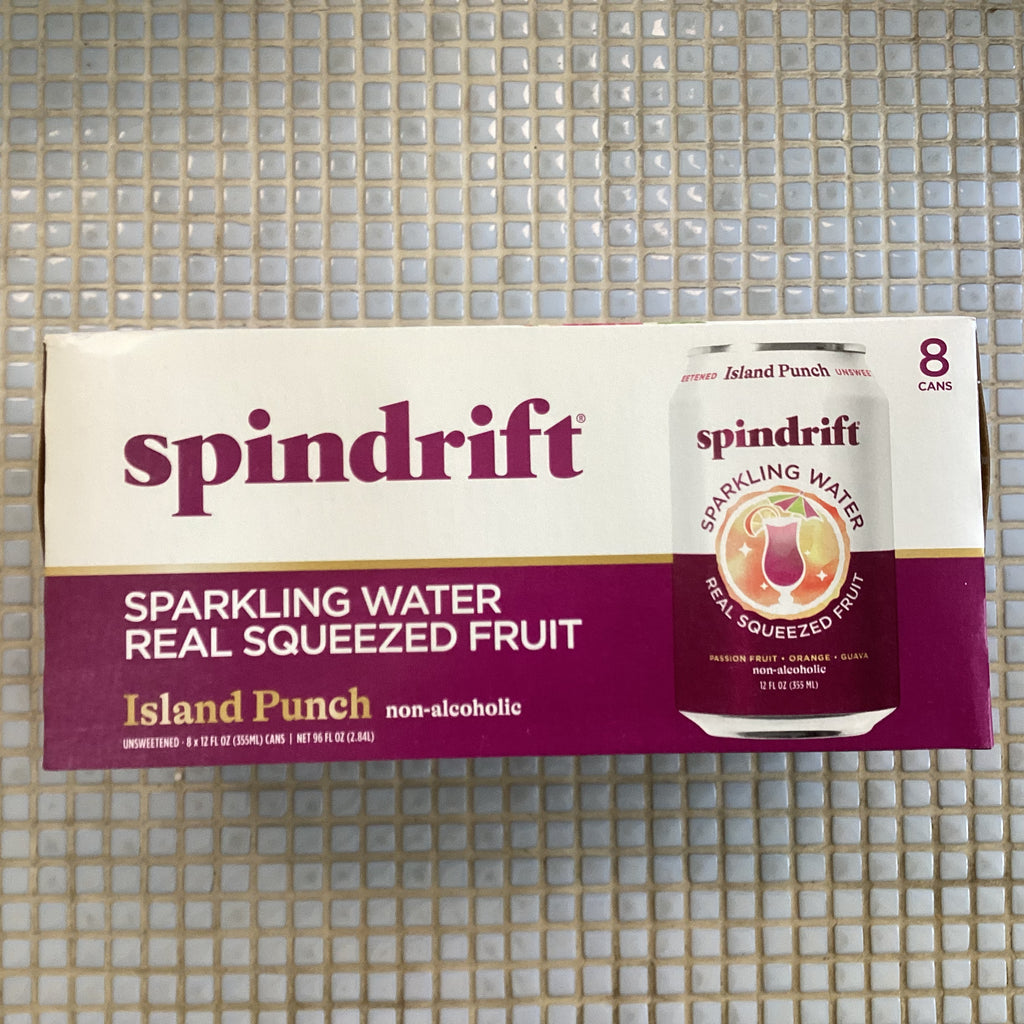 spindrift®
SPARKLING WATER
REAL SQUEEZED FRUIT
Island Punch non-alcoholic
UNSWEETENED · 8 x 12 FL OZ (355ML) CANS | NET 96 FL OZ (2.84L)
8
CANS
EETENED Island Punch UNSWEET
spindrift
SPARKLING WATER
REAL SQUEEZED FRUIT
PASSION FRUIT • ORANGE • GUAVA
non-alcoholic
12 FL OZ (355 ML)